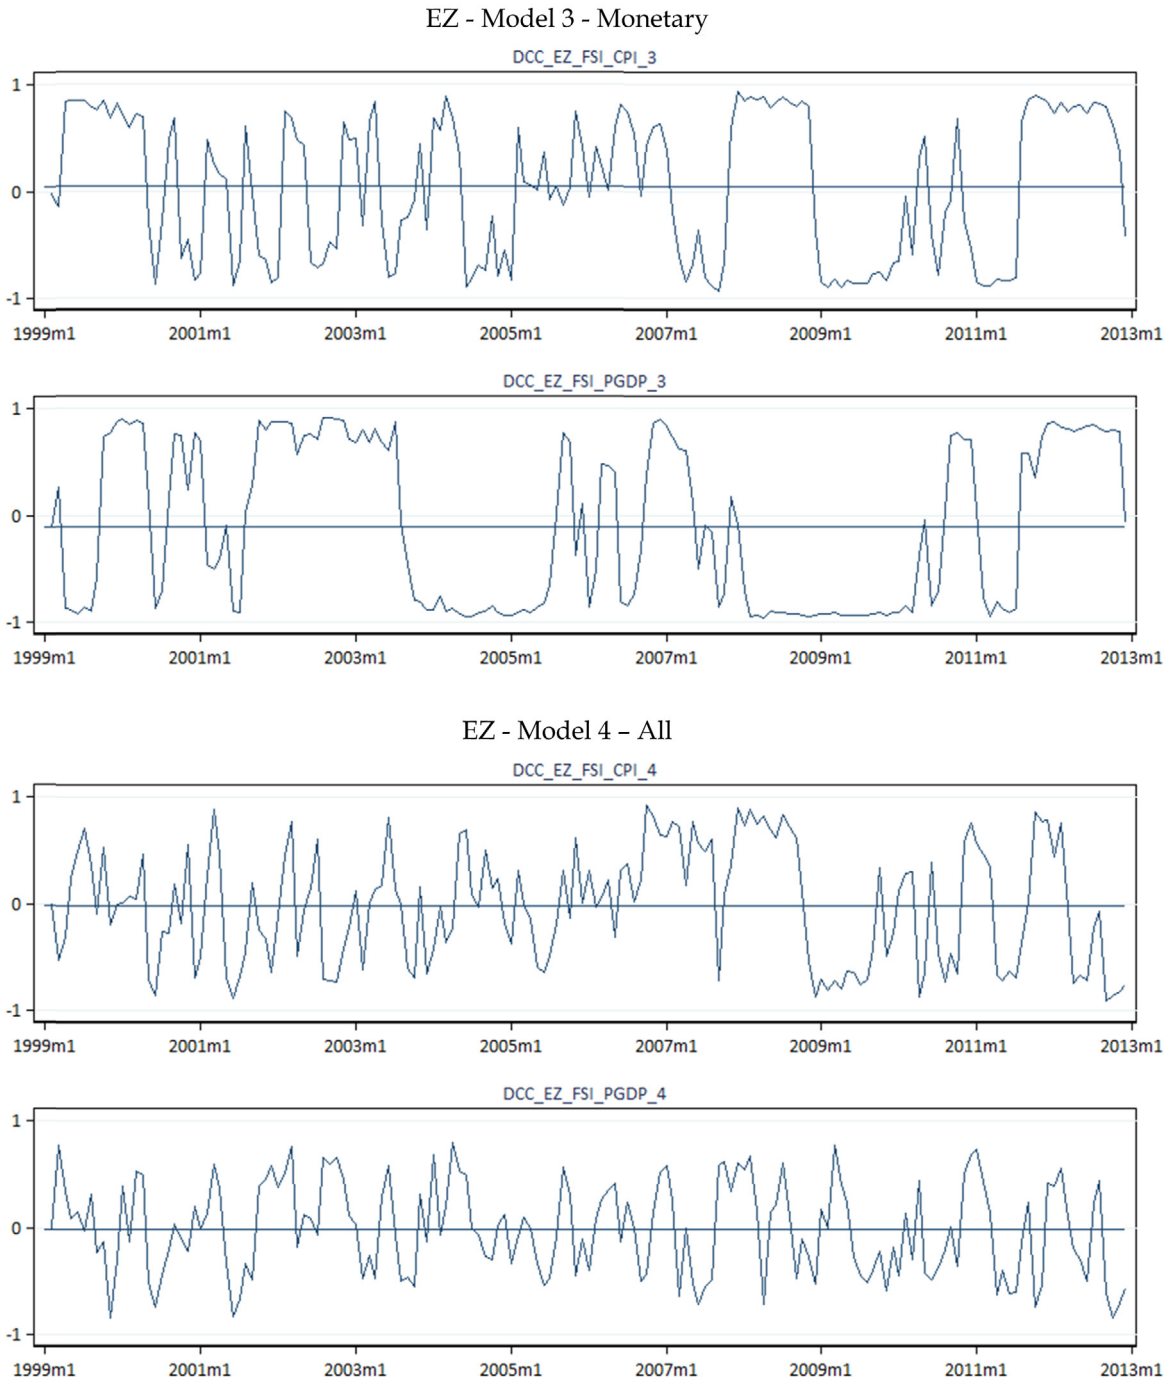 EZ - Model 3 - Monetary
DCC_EZ_FSI_CPI_3
1
0
-1
1999m1 2001m1 2003m1 2005m1 2007m1 2009m1 2011m1 2013m1
DCC_EZ_FSI_PGDP_3
1
0
-1
1999m1 2001m1 2003m1 2005m1 2007m1 2009m1 2011m1 2013m1
EZ - Model 4 – All
DCC_EZ_FSI_CPI_4
1
0
-1
1999m1 2001m1 2003m1 2005m1 2007m1 2009m1 2011m1 2013m1
DCC_EZ_FSI_PGDP_4
1
0
-1
1999m1 2001m1 2003m1 2005m1 2007m1 2009m1 2011m1 2013m1